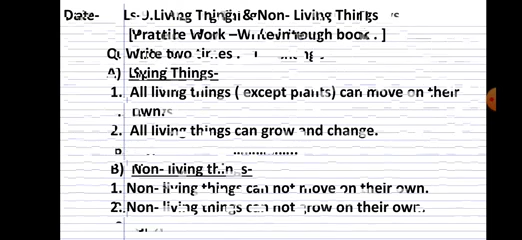 Date- Ls-J.Living Things & Non- Living Things
[Practice Work –Write in rough book . ]
Q. Write two lines .
A) Living Things-
1. All living things ( except plants) can move on their
own.
2. All living things can grow and change.
................
B) Non- living things-
1. Non- living things can not move on their own.
2. Non- living things can not grow on their own.